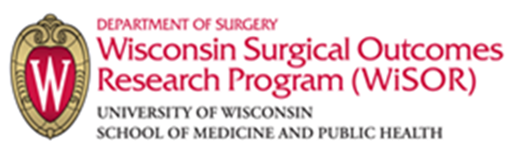 DEPARTMENT OF SURGERY
Wisconsin Surgical Outcomes
Research Program (WiSOR)
W
UNIVERSITY OF WISCONSIN
SCHOOL OF MEDICINE AND PUBLIC HEALTH